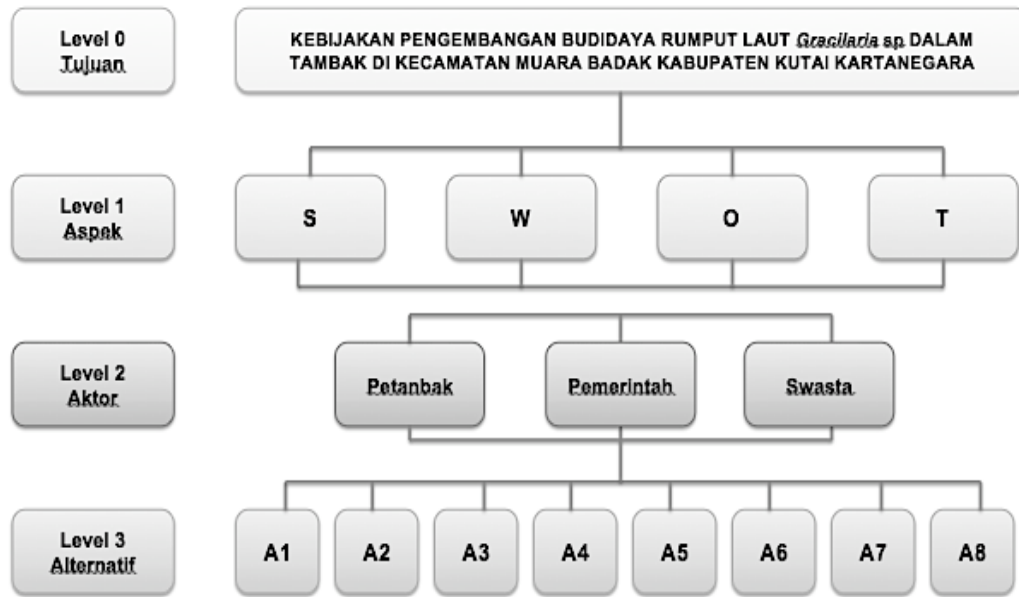 Level 0
Tujuan
KEBIJAKAN PENGEMBANGAN BUDIDAYA RUMPUT LAUT Gracilaria sp DALAM
TAMBAK DI KECAMATAN MUARA BADAK KABUPATEN KUTAI KARTANEGARA
Level 1
Aspek
S
W
O
T
Level 2
Aktor
Petanbak
Pemerintah
Swasta
Level 3
Alternatif
A1
A2
A3
A4
A5
A6
A7
A8